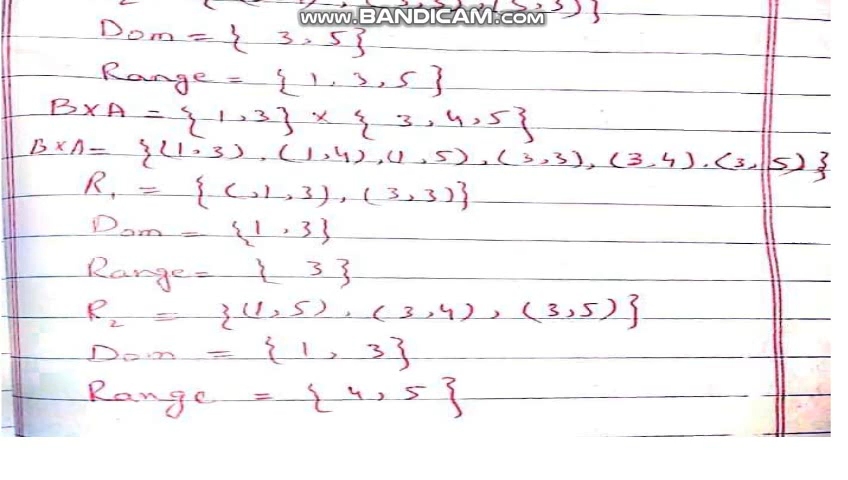 WWW.BANDICAM.COM
Dom = { 3, 5}
Range = { 1, 3, 5 }
B×A = { 1, 3 } × { 3, 4, 5}
B×A= {(1,3), (1,4), (1,5), (3,3), (3,4), (3,5)}
R₁ = { (,1,3), (3,3)}
Dom = {1,3}
Range= { 3}
R₂ = {(1,5), (3,4), (3,5)}
Dom = {1, 3}
Range = { 4, 5 }